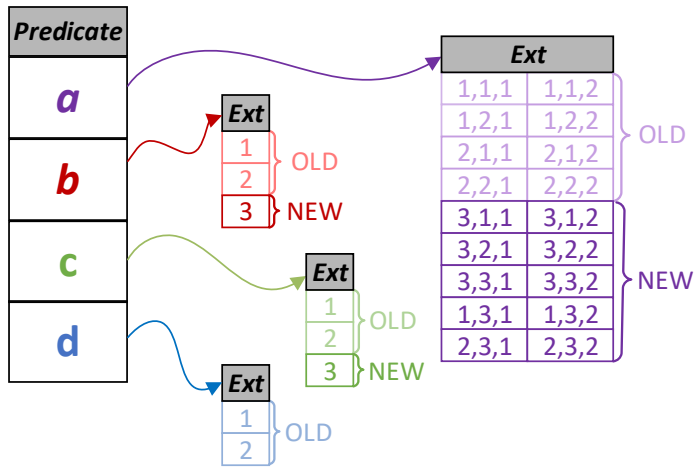 Predicate
a
b
c
d
Ext
1
2
3
OLD
NEW
Ext
1
2
3
OLD
NEW
Ext
1
2
OLD
Ext
1,1,1 1,1,2
1,2,1 1,2,2
2,1,1 2,1,2
2,2,1 2,2,2
3,1,1 3,1,2
3,2,1 3,2,2
3,3,1 3,3,2
1,3,1 1,3,2
2,3,1 2,3,2
OLD
NEW